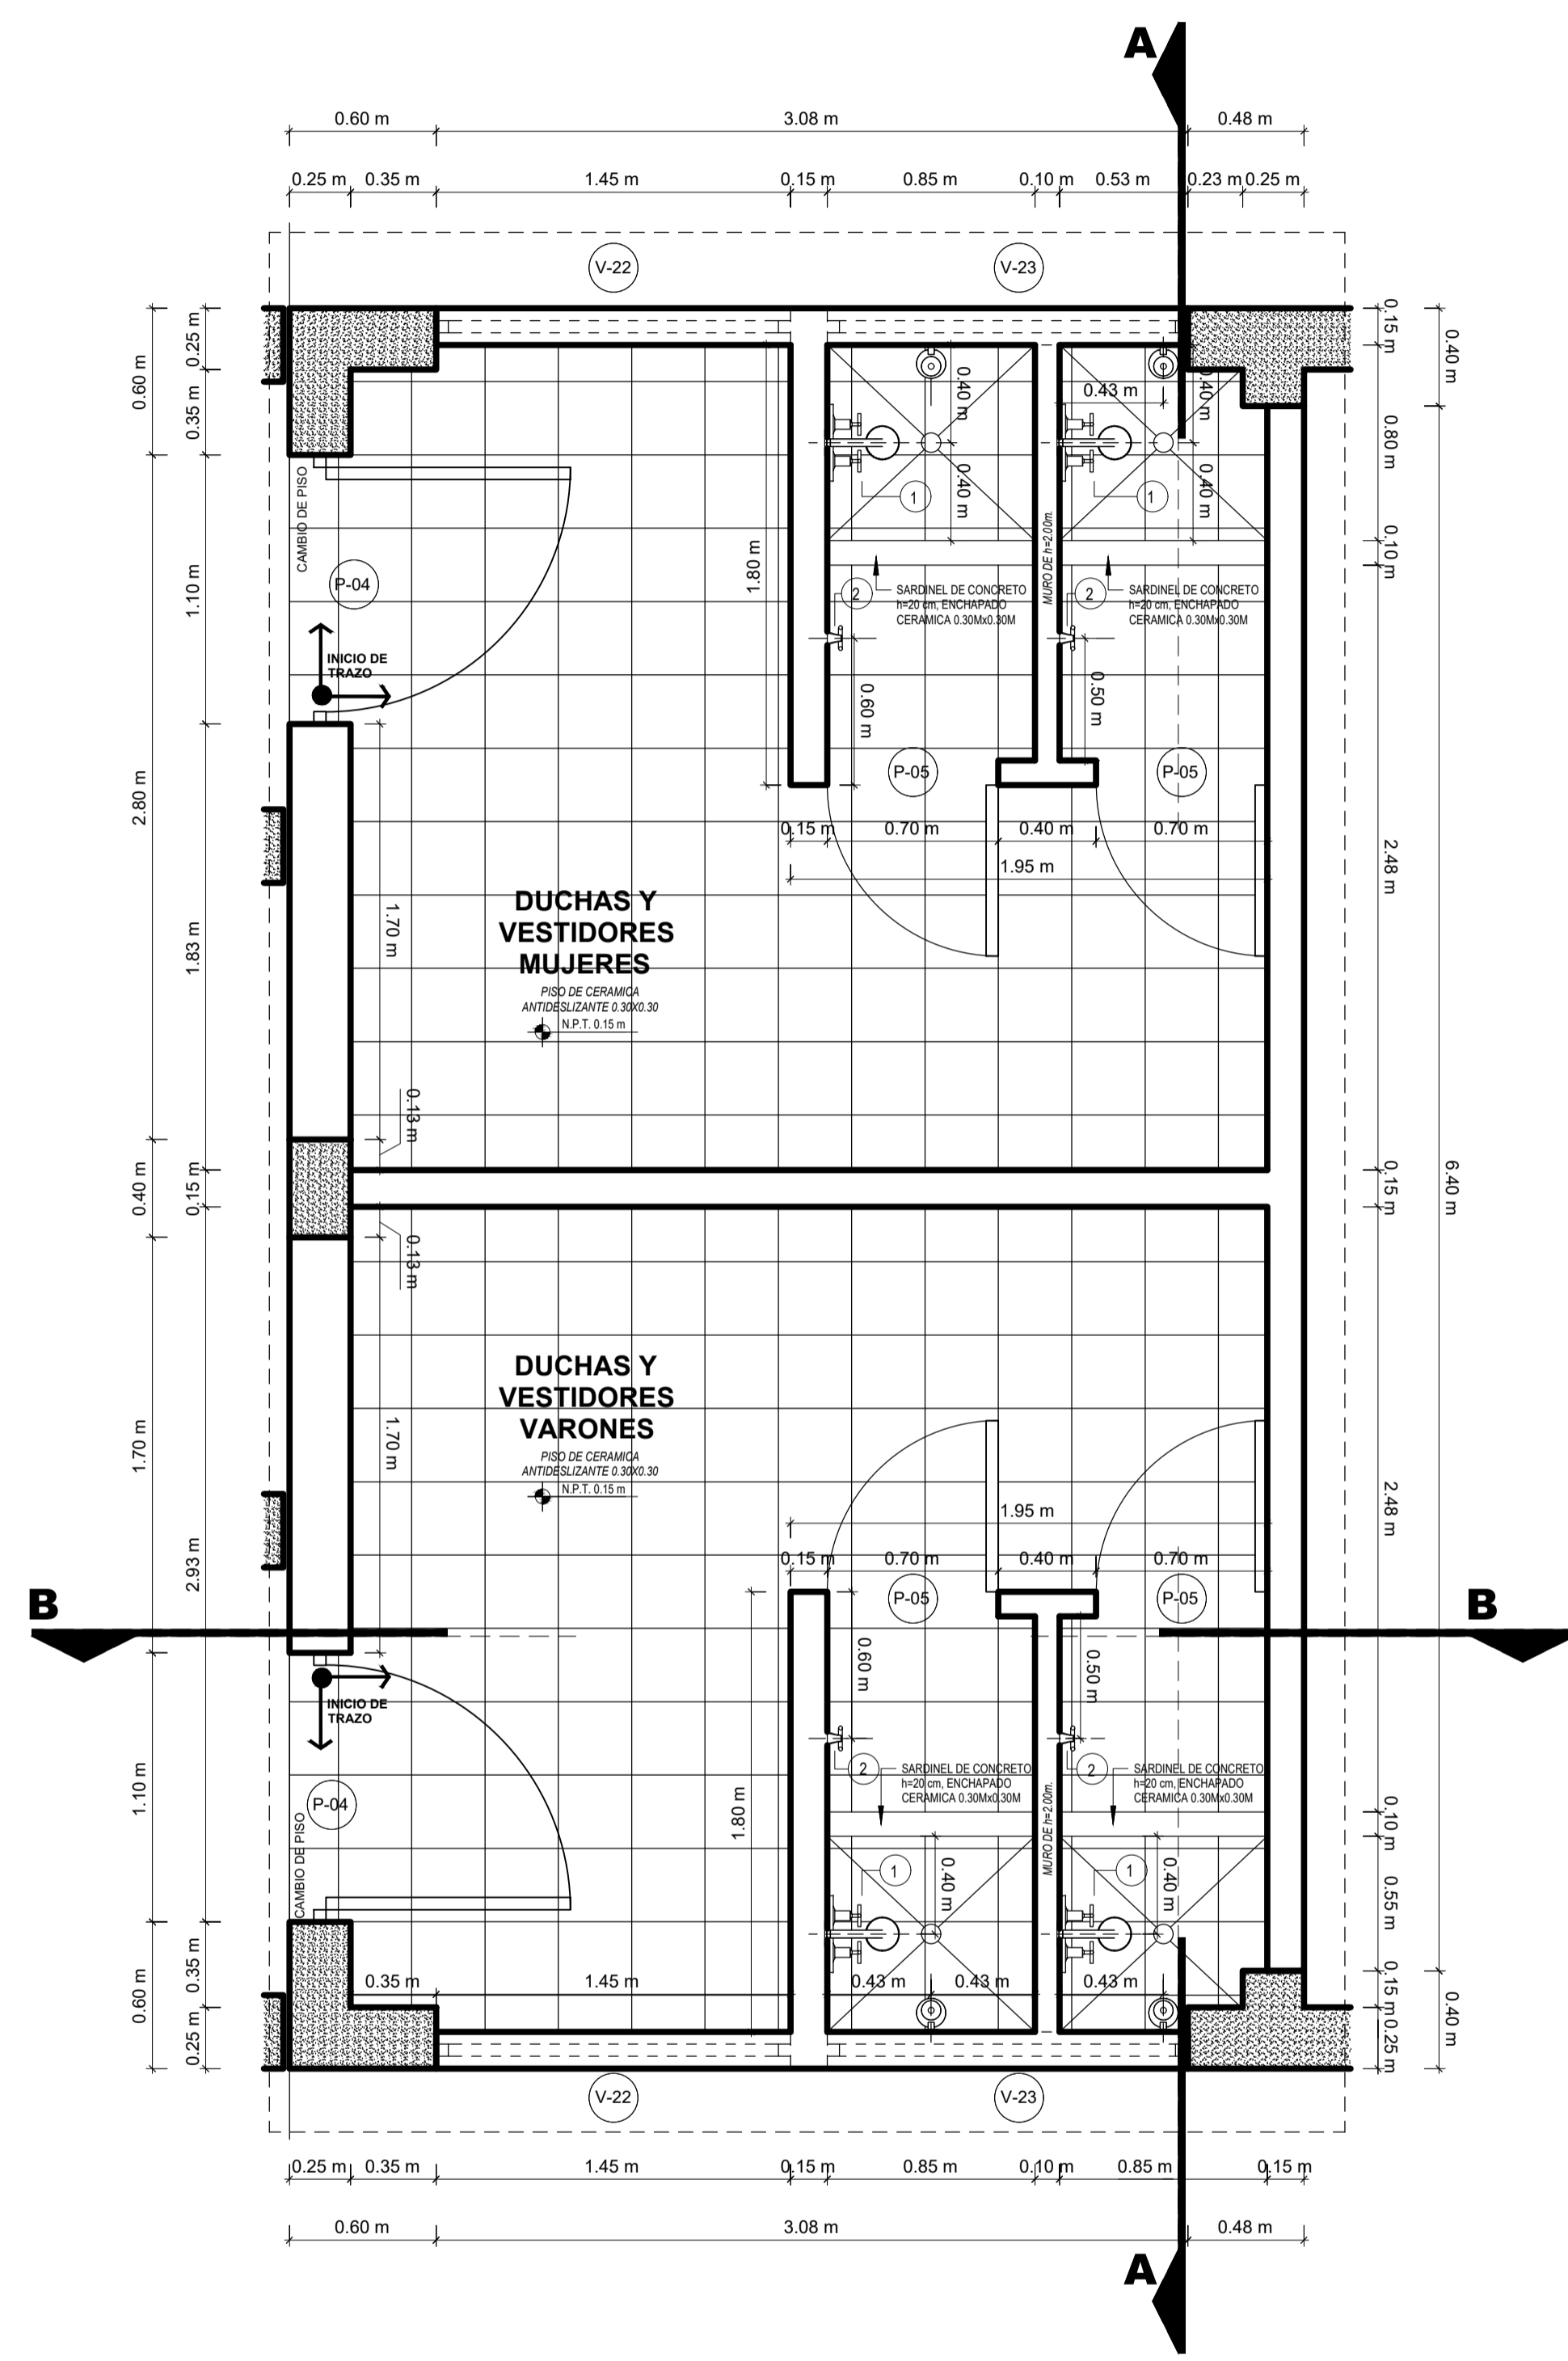 A
0.60 m
3.08 m
0.48 m
0.25 m
0.35 m
1.45 m
0.15 m
0.85 m
0.10 m
0.53 m
0.23 m
0.25 m
V-22
V-23
0.60 m
0.25 m
0.35 m
0.15 m
0.40 m
0.40 m
0.43 m
0.40 m
0.80 m
0.40 m
0.40 m
1
1
CAMBIO DE PISO
P-04
1.10 m
1.80 m
MURO DE h=2.00m.
0.10 m
2
SARDINEL DE CONCRETO
h=20 cm, ENCHAPADO
CERAMICA 0.30Mx0.30M
2
SARDINEL DE CONCRETO
h=20 cm, ENCHAPADO
CERAMICA 0.30Mx0.30M
INICIO DE
TRAZO
0.60 m
0.50 m
P-05
P-05
2.80 m
0.15 m
0.70 m
0.40 m
0.70 m
1.95 m
2.48 m
1.83 m
1.70 m
DUCHAS Y
VESTIDORES
MUJERES
PISO DE CERAMICA
ANTIDESLIZANTE 0.30X0.30
N.P.T. 0.15 m
0.13 m
0.40 m
0.15 m
0.15 m
6.40 m
0.13 m
DUCHAS Y
VESTIDORES
VARONES
PISO DE CERAMICA
ANTIDESLIZANTE 0.30X0.30
N.P.T. 0.15 m
1.70 m
1.70 m
2.93 m
2.48 m
1.95 m
0.15 m
0.70 m
0.40 m
0.70 m
P-05
P-05
B
B
0.60 m
0.50 m
INICIO DE
TRAZO
2
SARDINEL DE CONCRETO
h=20 cm, ENCHAPADO
CERAMICA 0.30Mx0.30M
2
SARDINEL DE CONCRETO
h=20 cm, ENCHAPADO
CERAMICA 0.30Mx0.30M
1.10 m
P-04
CAMBIO DE PISO
1.80 m
MURO DE h=2.00m.
0.10 m
1
0.40 m
1
0.40 m
0.55 m
0.60 m
0.35 m
0.25 m
0.35 m
1.45 m
0.43 m
0.43 m
0.43 m
0.15 m
0.25 m
0.40 m
V-22
V-23
0.25 m
0.35 m
1.45 m
0.15 m
0.85 m
0.10 m
0.85 m
0.15 m
0.60 m
3.08 m
0.48 m
A